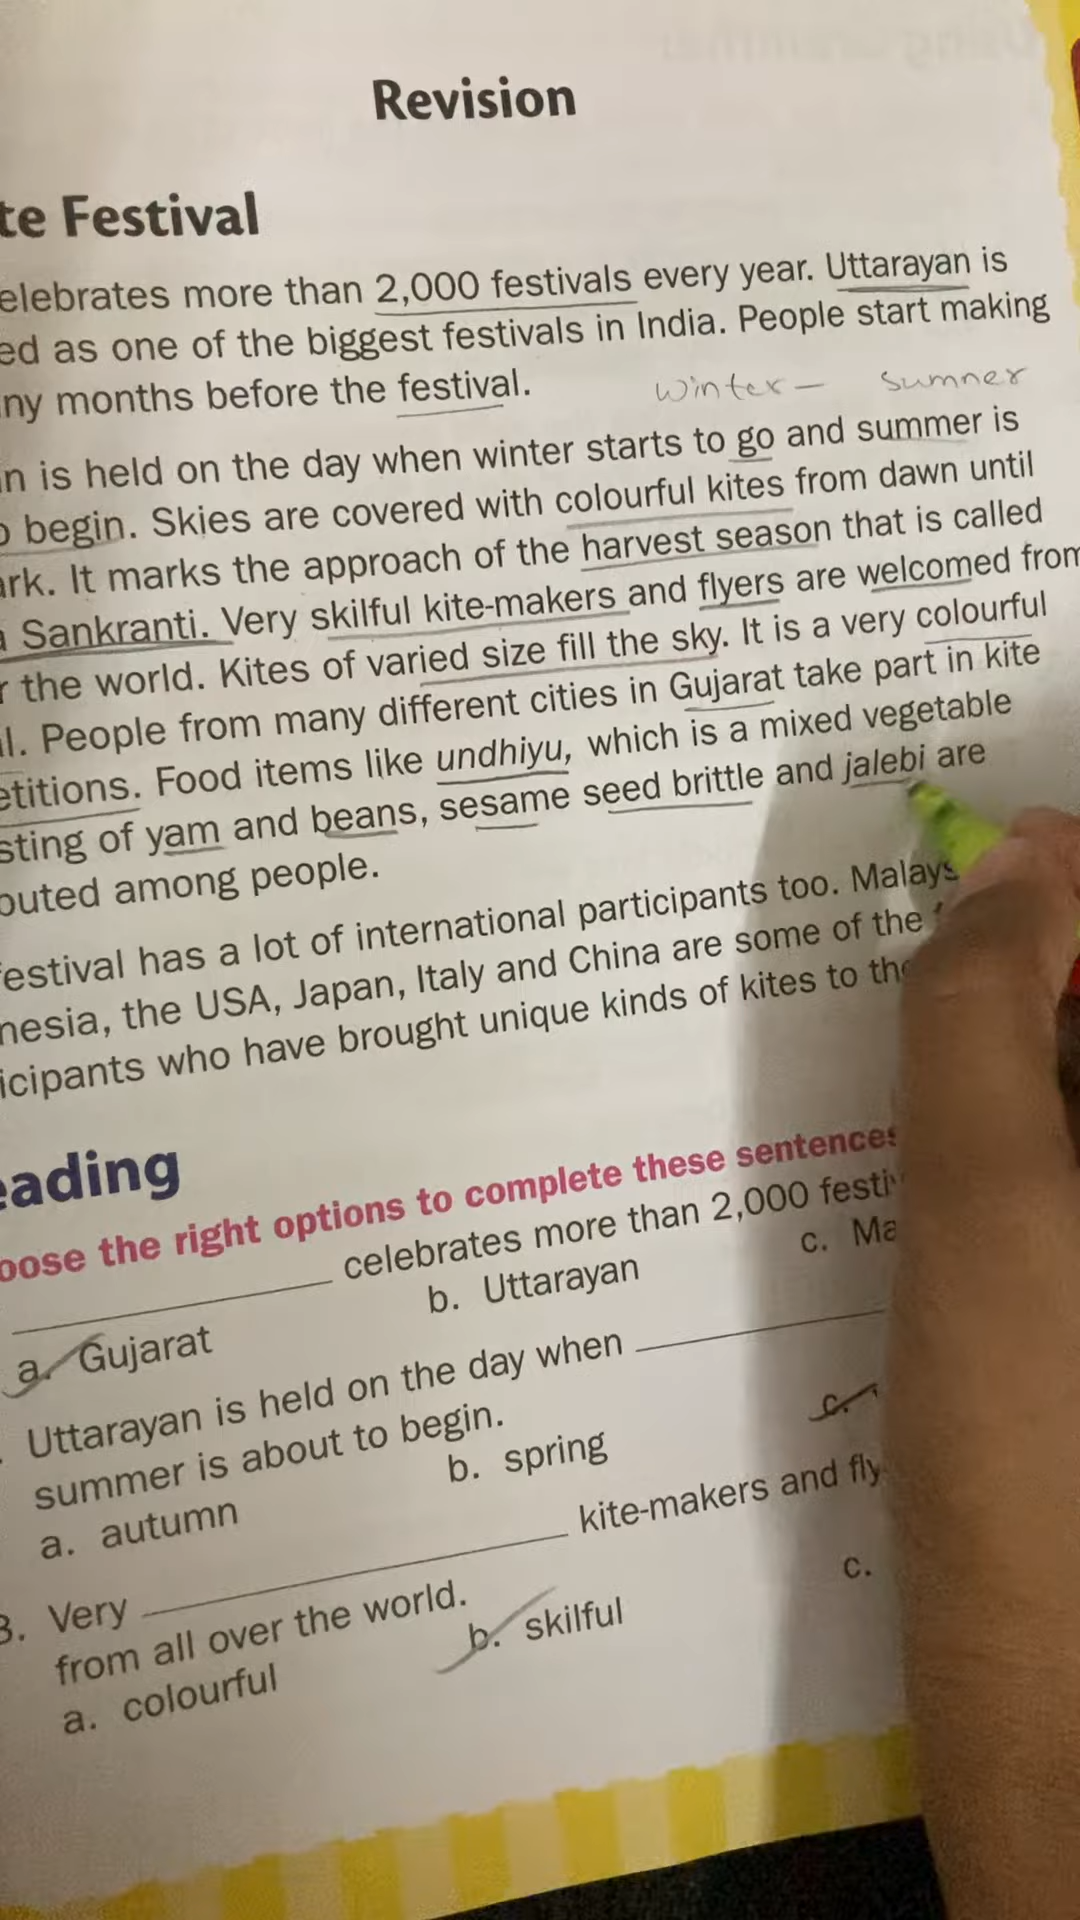 Revision
te Festival
elebrates more than 2,000 festivals every year. Uttarayan is
ed as one of the biggest festivals in India. People start making
ny months before the festival.
winter – sumner
n is held on the day when winter starts to go and summer is
o begin. Skies are covered with colourful kites from dawn until
ark. It marks the approach of the harvest season that is called
a Sankranti. Very skilful kite-makers and flyers are welcomed from
r the world. Kites of varied size fill the sky. It is a very colourful
al. People from many different cities in Gujarat take part in kite
etitions. Food items like undhiyu, which is a mixed vegetable
sting of yam and beans, sesame seed brittle and jalebi are
buted among people.
estival has a lot of international participants too. Malays
nesia, the USA, Japan, Italy and China are some of the
icipants who have brought unique kinds of kites to the
eading
oose the right options to complete these sentences
celebrates more than 2,000 festiv
a. Gujarat b. Uttarayan c. Ma
Uttarayan is held on the day when
summer is about to begin.
a. autumn b. spring c.
3. Very kite-makers and fly
from all over the world.
a. colourful b. skilful c.